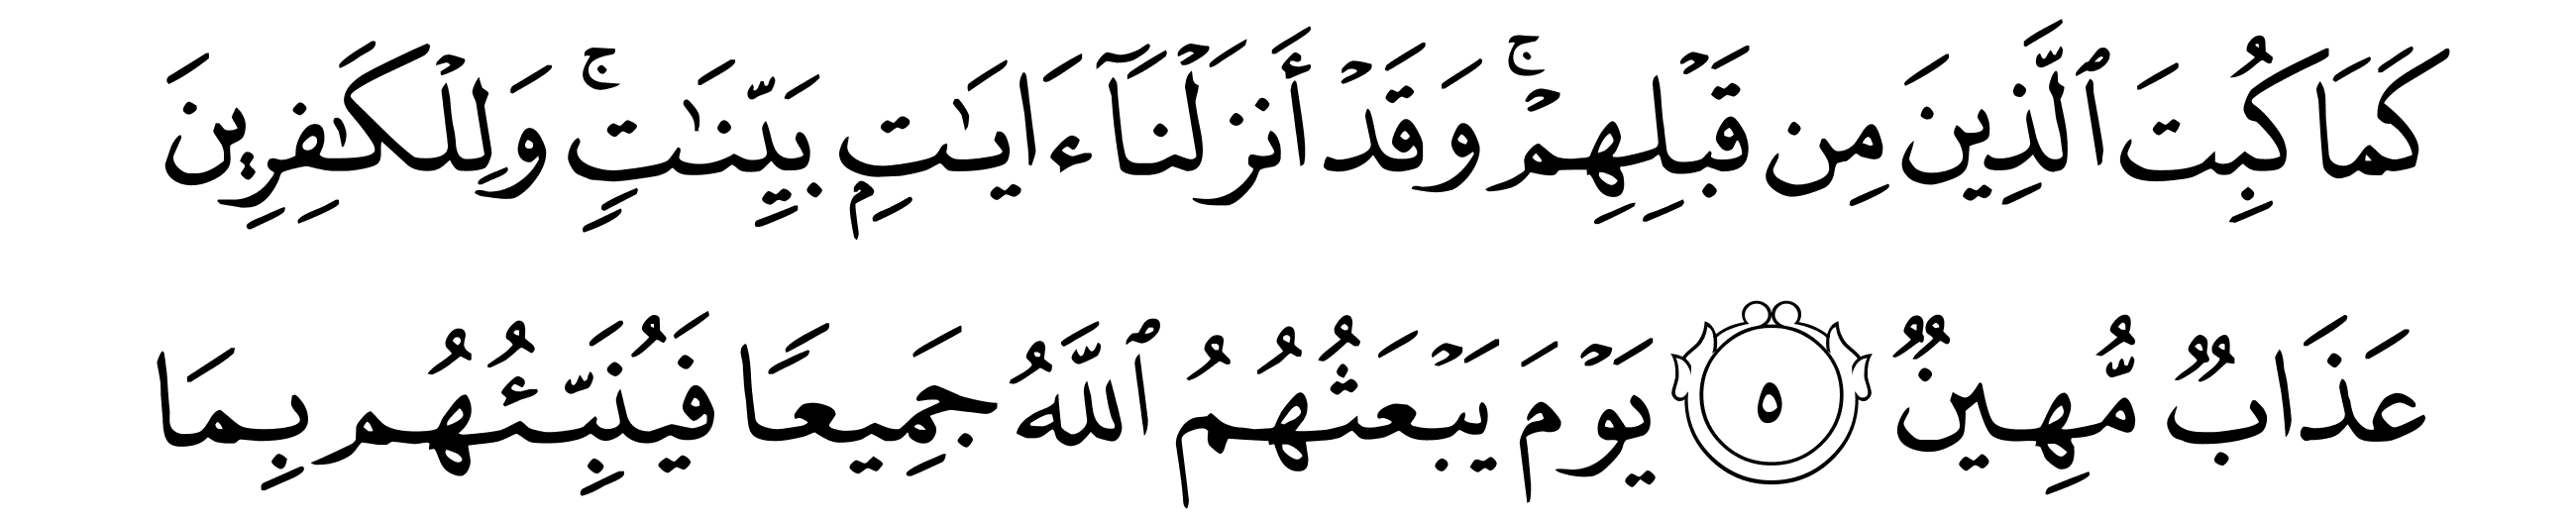 كَمَا كُبِتَ ٱلَّذِينَ مِن قَبۡلِهِمۡۚ وَقَدۡ أَنزَلۡنَآ ءَايَٰتِۭ بَيِّنَٰتٖۚ وَلِلۡكَٰفِرِينَ
عَذَابٞ مُّهِينٞ ٥ يَوۡمَ يَبۡعَثُهُمُ ٱللَّهُ جَمِيعٗا فَيُنَبِّئُهُم بِمَا